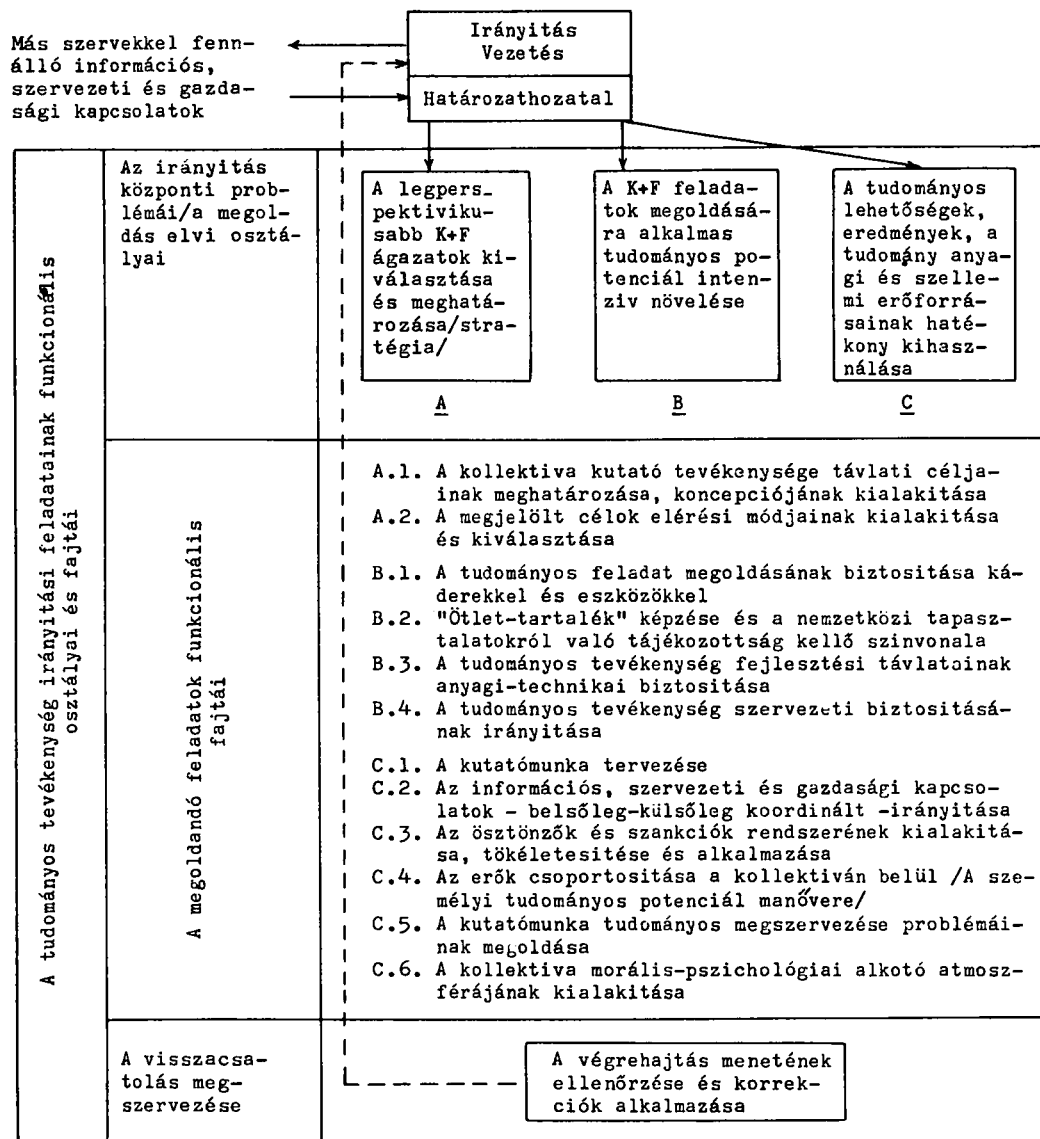 Irányitás
Vezetés
Határozathozatal
Más szervekkel fenn-
álló információs,
szervezeti és gazda-
sági kapcsolatok
A tudományos tevékenység irányitási feladatainak funkcionális
osztályai és fajtái
Az irányitás
központi prob-
lémái/a megol-
dás elvi osztá-
lyai
A legpers_
pektiviku-
sabb K+F
ágazatok ki-
választása
és meghatá-
rozása/stra-
tégia/
A
A K+F felada-
tok megoldásá-
ra alkalmas
tudományos po-
tenciál inten-
ziv növelése
B
A tudományos
lehetőségek,
eredmények, a
tudomány anya-
gi és szelle-
mi erőforrá-
sainak haté-
kony kihasz-
nálása
C
A megoldandó feladatok funkcionális
fajtái
A.1. A kollektiva kutató tevékenysége távlati célja-
inak meghatározása, koncepciójának kialakitása
A.2. A megjelölt célok elérési módjainak kialakitása
és kiválasztása
B.1. A tudományos feladat megoldásának biztositása ká-
derekkel és eszközökkel
B.2. "Ötlet-tartalék" képzése és a nemzetközi tapasz-
talatokról való tájékozottság kellő szinvonala
B.3. A tudományos tevékenység fejlesztési távlatainak
anyagi-technikai biztositása
B.4. A tudományos tevékenység szervezeti biztositásá-
nak irányitása
C.1. A kutatómunka tervezése
C.2. Az információs, szervezeti és gazdasági kapcso-
latok - belsőleg-külsőleg koordinált -irányitása
C.3. Az ösztönzők és szankciók rendszerének kialakitá-
sa, tökéletesitése és alkalmazása
C.4. Az erők csoportositása a kollektiván belül /A sze-
mélyi tudományos potenciál manővere/
C.5. A kutatómunka tudományos megszervezése problémái-
nak megoldása
C.6. A kollektiva morális-pszichológiai alkotó atmosz-
férájának kialakitása
A visszacsa-
tolás meg-
szervezése
A végrehajtás menetének
ellenőrzése és korrek-
ciók alkalmazása